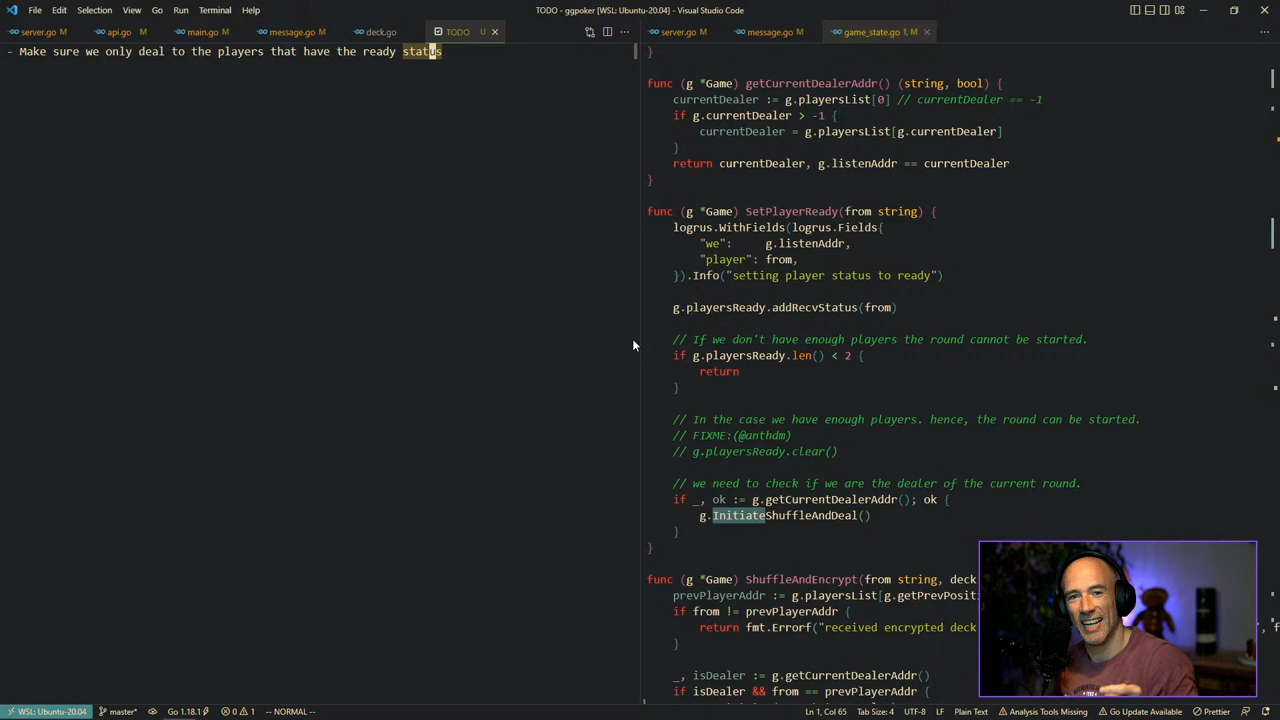 File Edit Selection View Go Run Terminal Help
TODO - ggpoker [WSL: Ubuntu-20.04] - Visual Studio Code
server.go api.go main.go message.go deck.go TODO U
server.go message.go game_state.go 1, M
- Make sure we only deal to the players that have the ready status
}
func (g *Game) getCurrentDealerAddr() (string, bool) {
currentDealer := g.playersList[0] // currentDealer == -1
if g.currentDealer > -1 {
currentDealer = g.playersList[g.currentDealer]
}
return currentDealer, g.listenAddr == currentDealer
}
func (g *Game) SetPlayerReady(from string) {
logrus.WithFields(logrus.Fields{
"we": g.listenAddr,
"player": from,
}).Info("setting player status to ready")
g.playersReady.addRecvStatus(from)
// If we don't have enough players the round cannot be started.
if g.playersReady.len() < 2 {
return
}
// In the case we have enough players. hence, the round can be started.
// FIXME:(@anthdm)
// g.playersReady.clear()
// we need to check if we are the dealer of the current round.
if _, ok := g.getCurrentDealerAddr(); ok {
g.InitiateShuffleAndDeal()
}
}
func (g *Game) ShuffleAndEncrypt(from string, deck
prevPlayerAddr := g.playersList[g.getPrevPositi
if from != prevPlayerAddr {
return fmt.Errorf("received encrypted deck
}
_, isDealer := g.getCurrentDealerAddr()
if isDealer && from == prevPlayerAddr {
WSL: Ubuntu-20.04 master* Go 1.18.1 0 1 -- NORMAL -- Ln 1, Col 65 Tab Size: 4 UTF-8 LF Plain Text Analysis Tools Missing Go Update Available Prettier